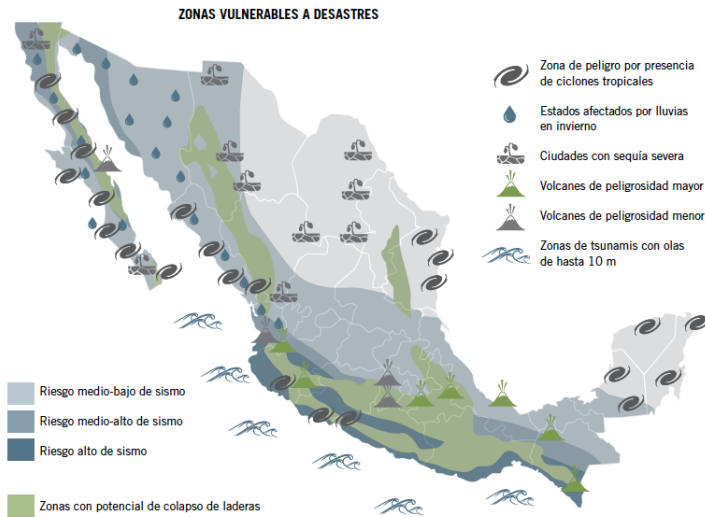 ZONAS VULNERABLES A DESASTRES
Zona de peligro por presencia
de ciclones tropicales
Estados afectados por lluvias
en invierno
Ciudades con sequía severa
Volcanes de peligrosidad mayor
Volcanes de peligrosidad menor
Zonas de tsunamis con olas
de hasta 10 m
Riesgo medio-bajo de sismo
Riesgo medio-alto de sismo
Riesgo alto de sismo
Zonas con potencial de colapso de laderas